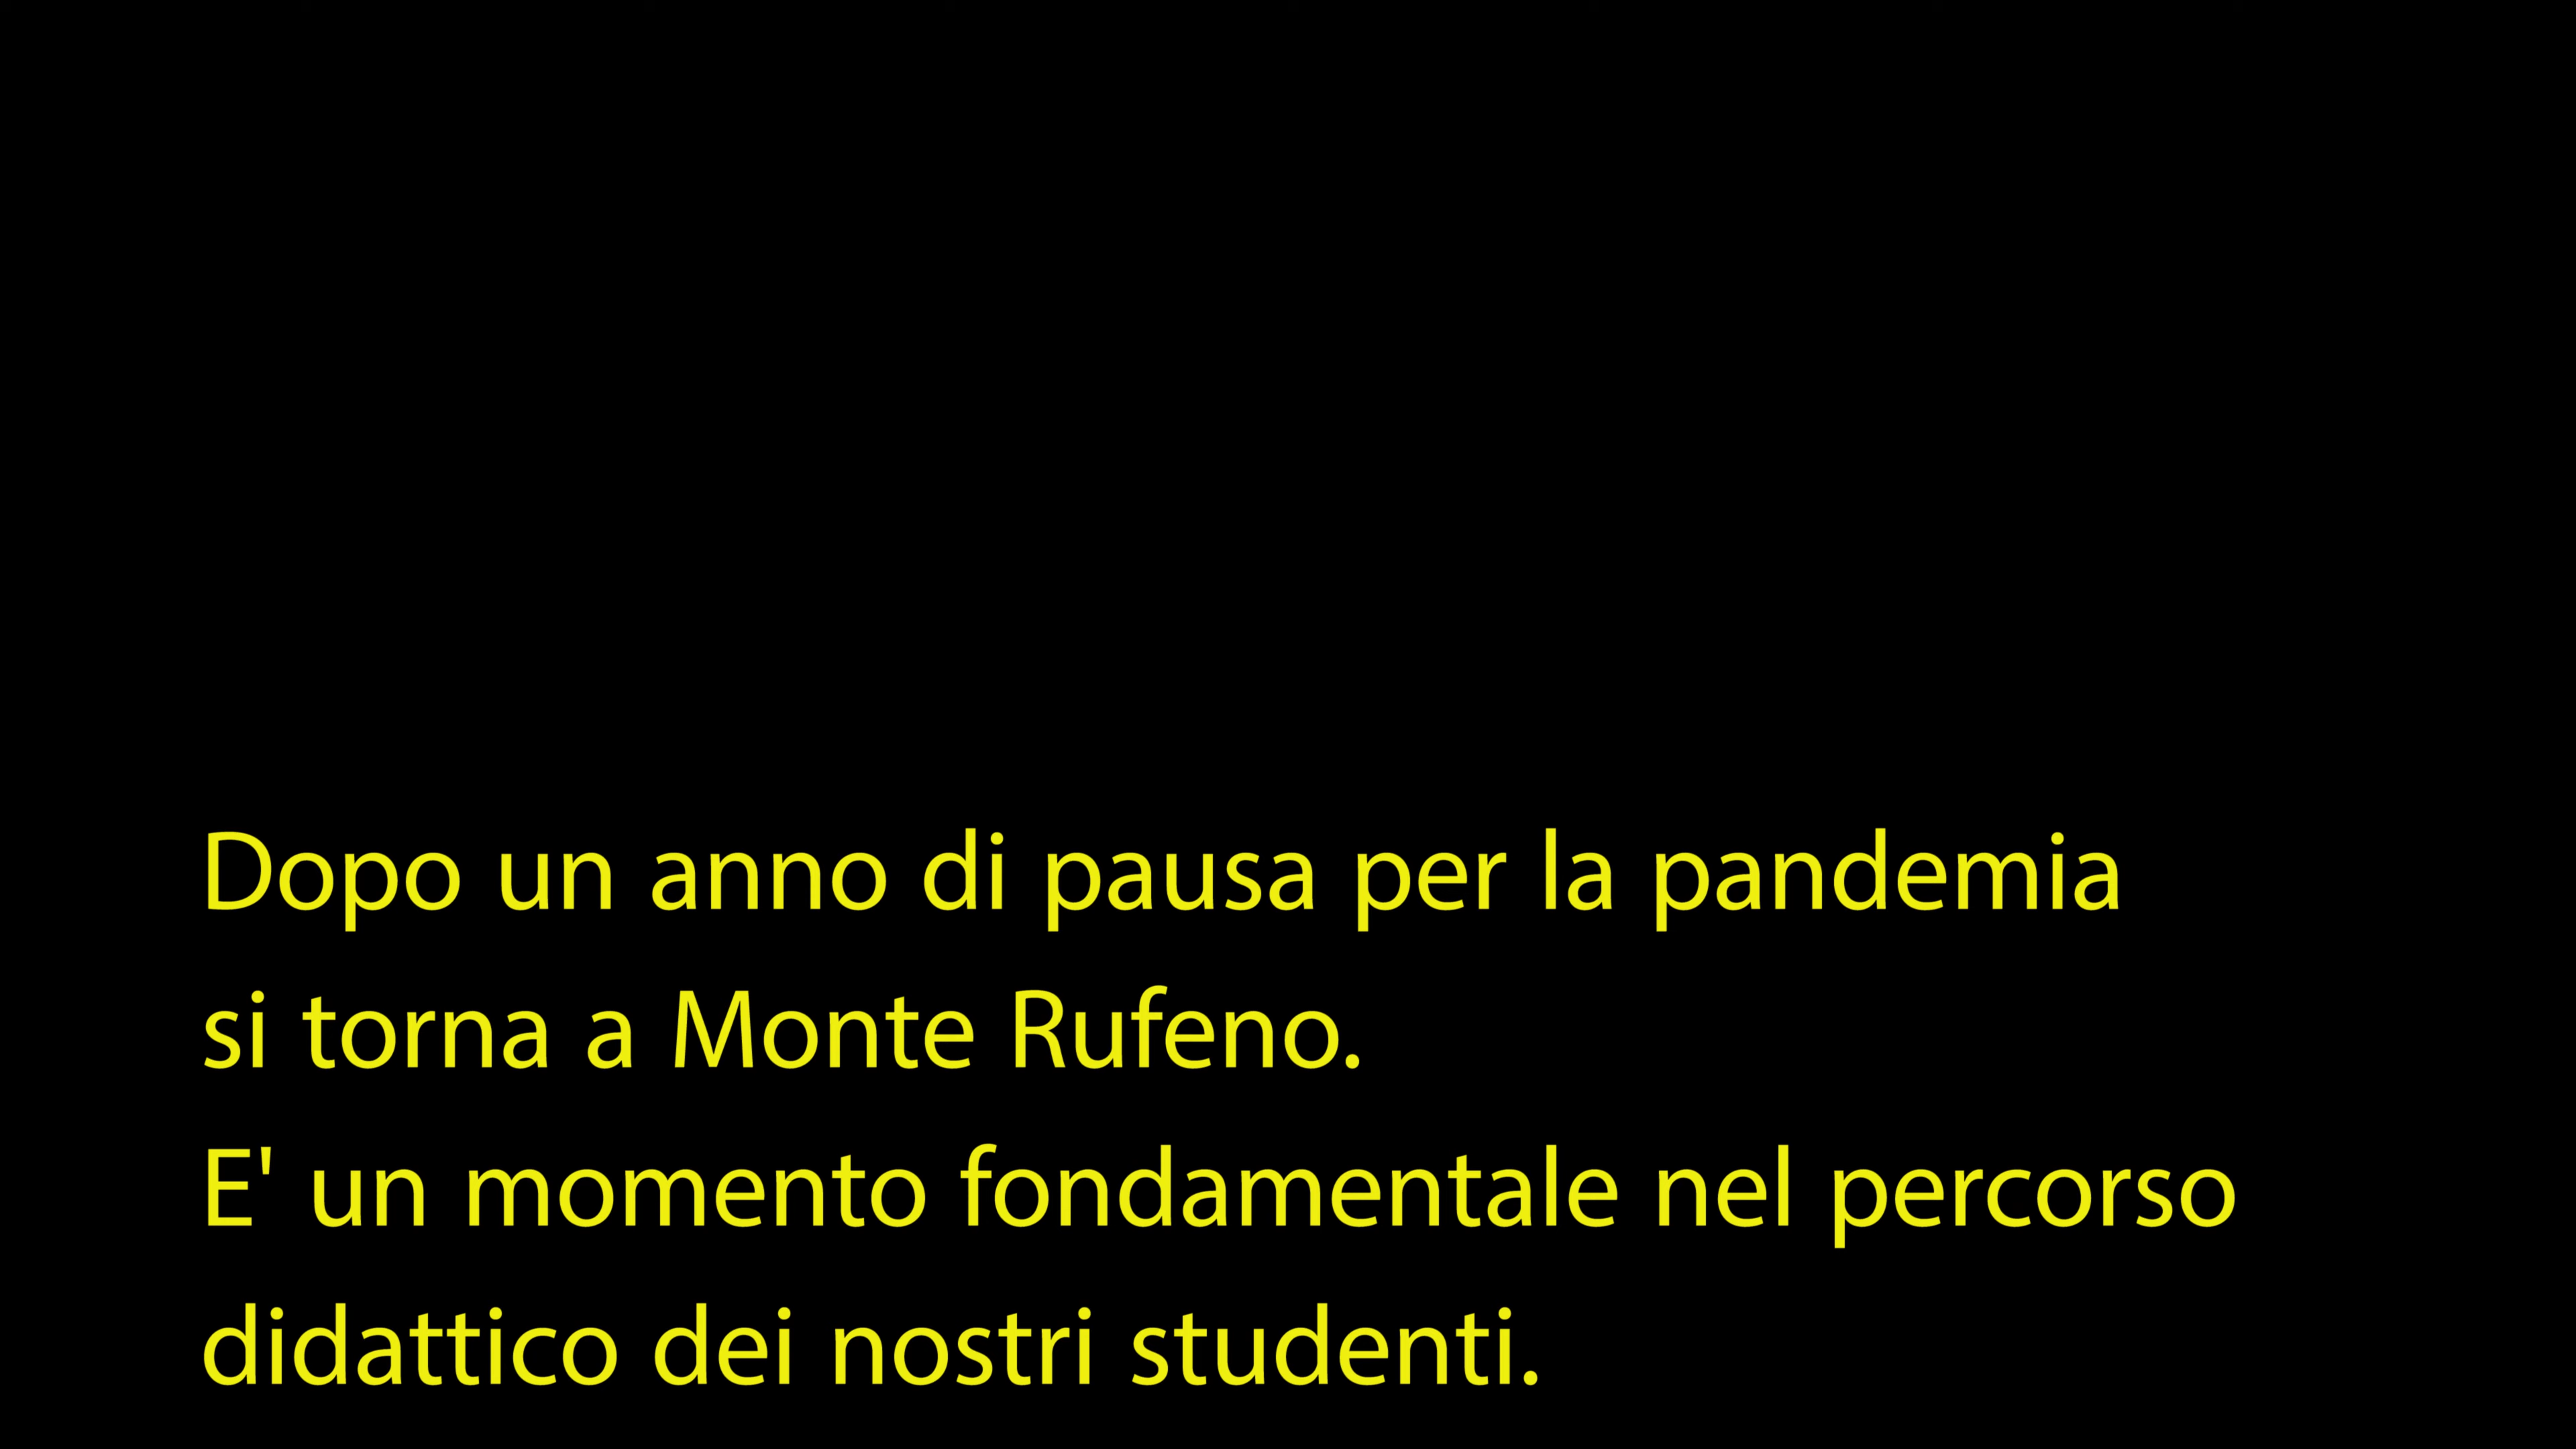 Dopo un anno di pausa per la pandemia
si torna a Monte Rufeno.
E' un momento fondamentale nel percorso
didattico dei nostri studenti.